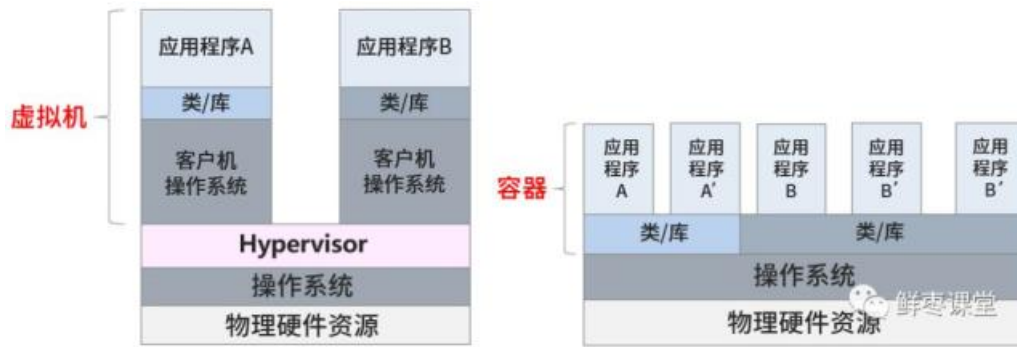 虚拟机
应用程序A
类/库
客户机
操作系统
应用程序B
类/库
客户机
操作系统
Hypervisor
操作系统
物理硬件资源
容器
应用
程序
A
应用
程序
A′
应用
程序
B
应用
程序
B′
应用
程序
B′
类/库
类/库
操作系统
物理硬件资源
鲜枣课堂